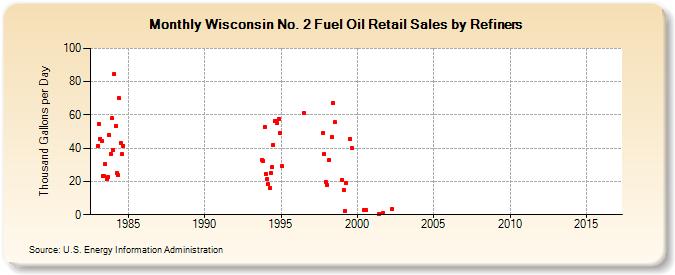 Monthly Wisconsin No. 2 Fuel Oil Retail Sales by Refiners
Thousand Gallons per Day
100
80
60
40
20
0
1985 1990 1995 2000 2005 2010 2015
Source: U.S. Energy Information Administration